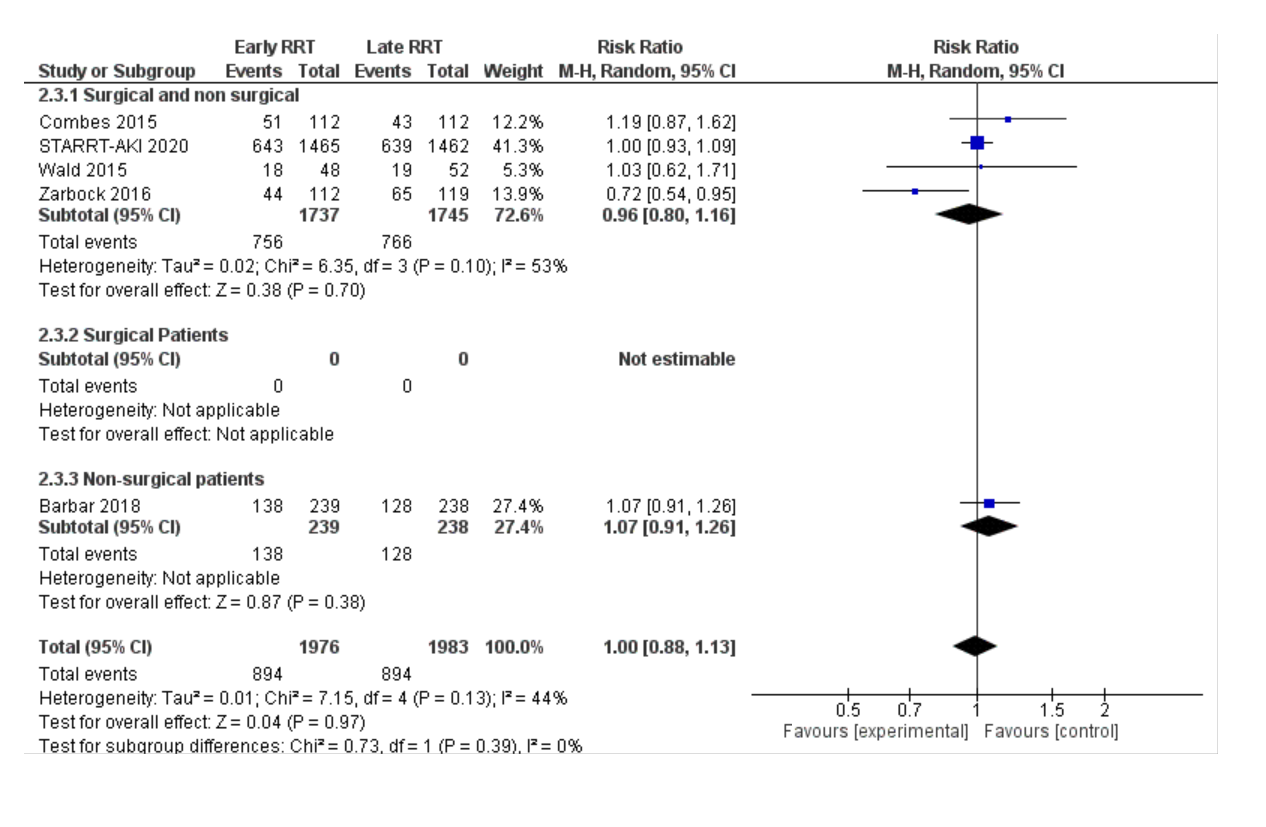 Early RRT Late RRT Risk Ratio Risk Ratio
Study or Subgroup Events Total Events Total Weight M-H, Random, 95% CI M-H, Random, 95% CI
2.3.1 Surgical and non surgical
Combes 2015 51 112 43 112 12.2% 1.19 [0.87, 1.62]
STARRT-AKI 2020 643 1465 639 1462 41.3% 1.00 [0.93, 1.09]
Wald 2015 18 48 19 52 5.3% 1.03 [0.62, 1.71]
Zarbock 2016 44 112 65 119 13.9% 0.72 [0.54, 0.95]
Subtotal (95% CI) 1737 1745 72.6% 0.96 [0.80, 1.16]
Total events 756 766
Heterogeneity: Tau² = 0.02; Chi² = 6.35, df = 3 (P = 0.10); I² = 53%
Test for overall effect: Z = 0.38 (P = 0.70)
2.3.2 Surgical Patients
Subtotal (95% CI) 0 0 Not estimable
Total events 0 0
Heterogeneity: Not applicable
Test for overall effect: Not applicable
2.3.3 Non-surgical patients
Barbar 2018 138 239 128 238 27.4% 1.07 [0.91, 1.26]
Subtotal (95% CI) 239 238 27.4% 1.07 [0.91, 1.26]
Total events 138 128
Heterogeneity: Not applicable
Test for overall effect: Z = 0.87 (P = 0.38)
Total (95% CI) 1976 1983 100.0% 1.00 [0.88, 1.13]
Total events 894 894
Heterogeneity: Tau² = 0.01; Chi² = 7.15, df = 4 (P = 0.13); I² = 44%
Test for overall effect: Z = 0.04 (P = 0.97)
Test for subgroup differences: Chi² = 0.73, df = 1 (P = 0.39), I² = 0%
0.5 0.7 1 1.5 2
Favours [experimental] Favours [control]